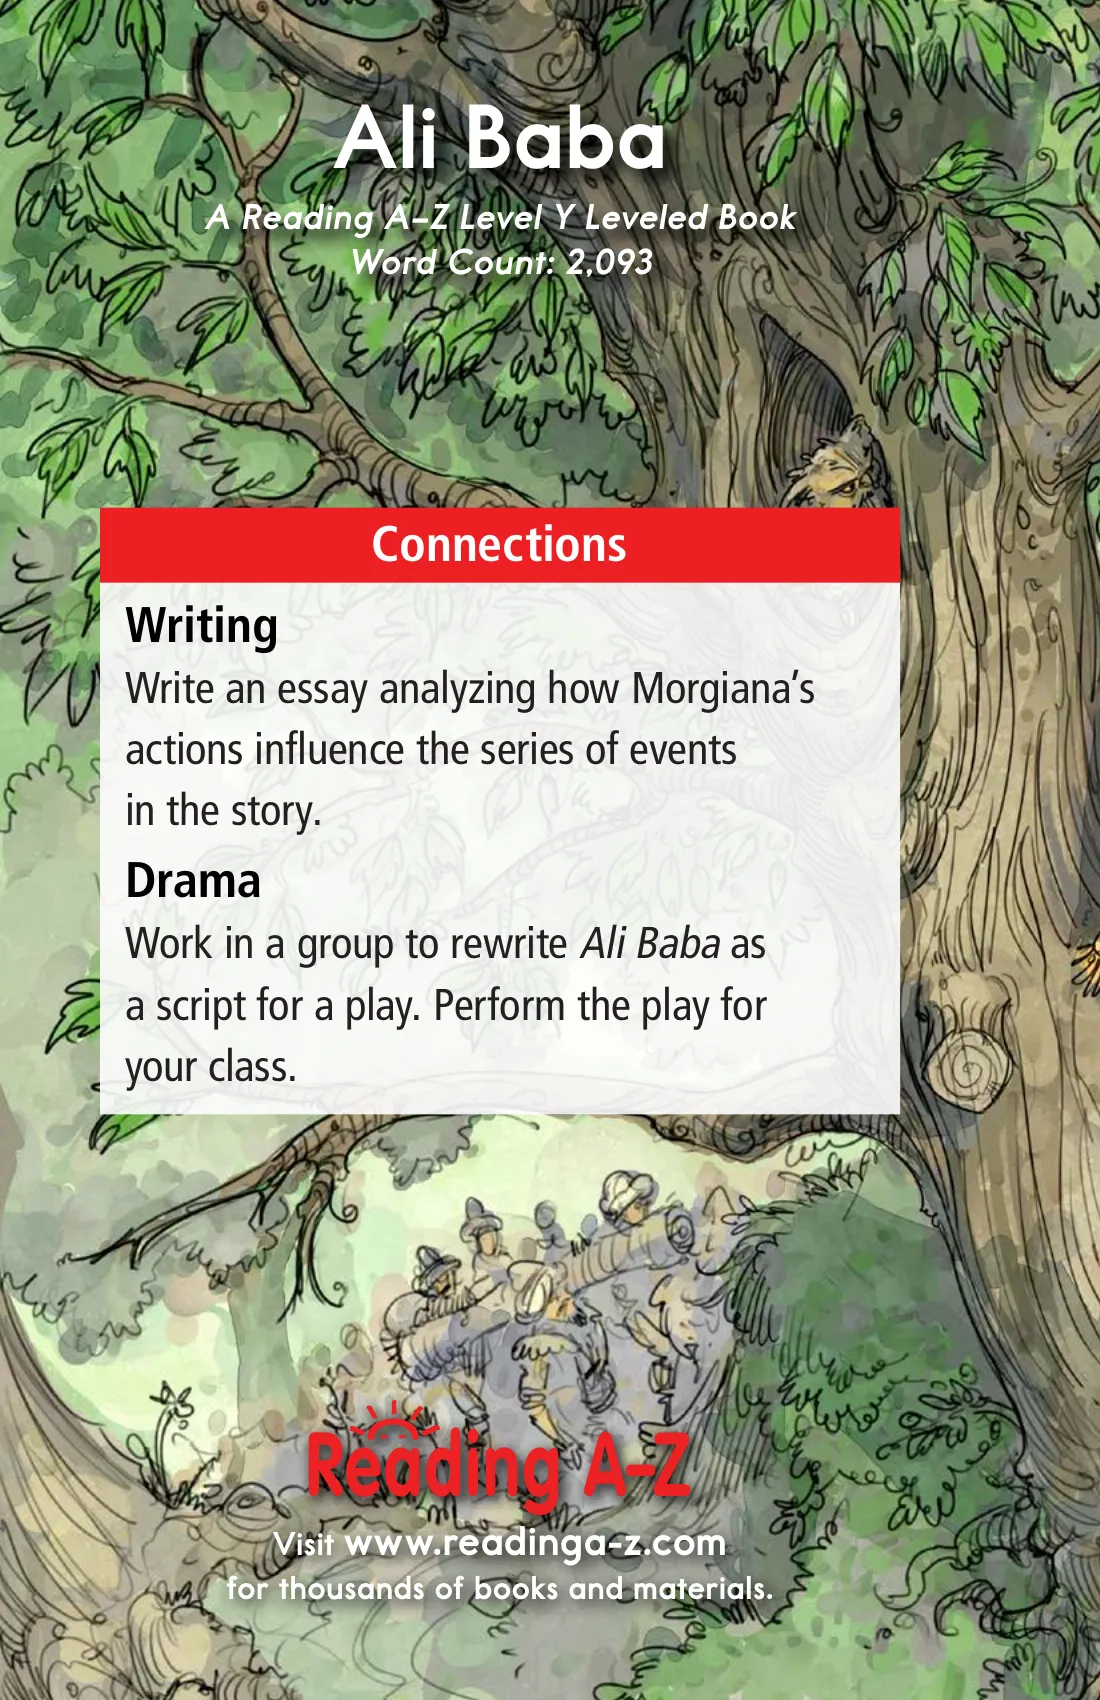 Ali Baba
A Reading A–Z Level Y Leveled Book
Word Count: 2,093
Connections
Writing
Write an essay analyzing how Morgiana’s
actions influence the series of events
in the story.
Drama
Work in a group to rewrite Ali Baba as
a script for a play. Perform the play for
your class.
Reading A–Z
Visit www.readinga-z.com
for thousands of books and materials.